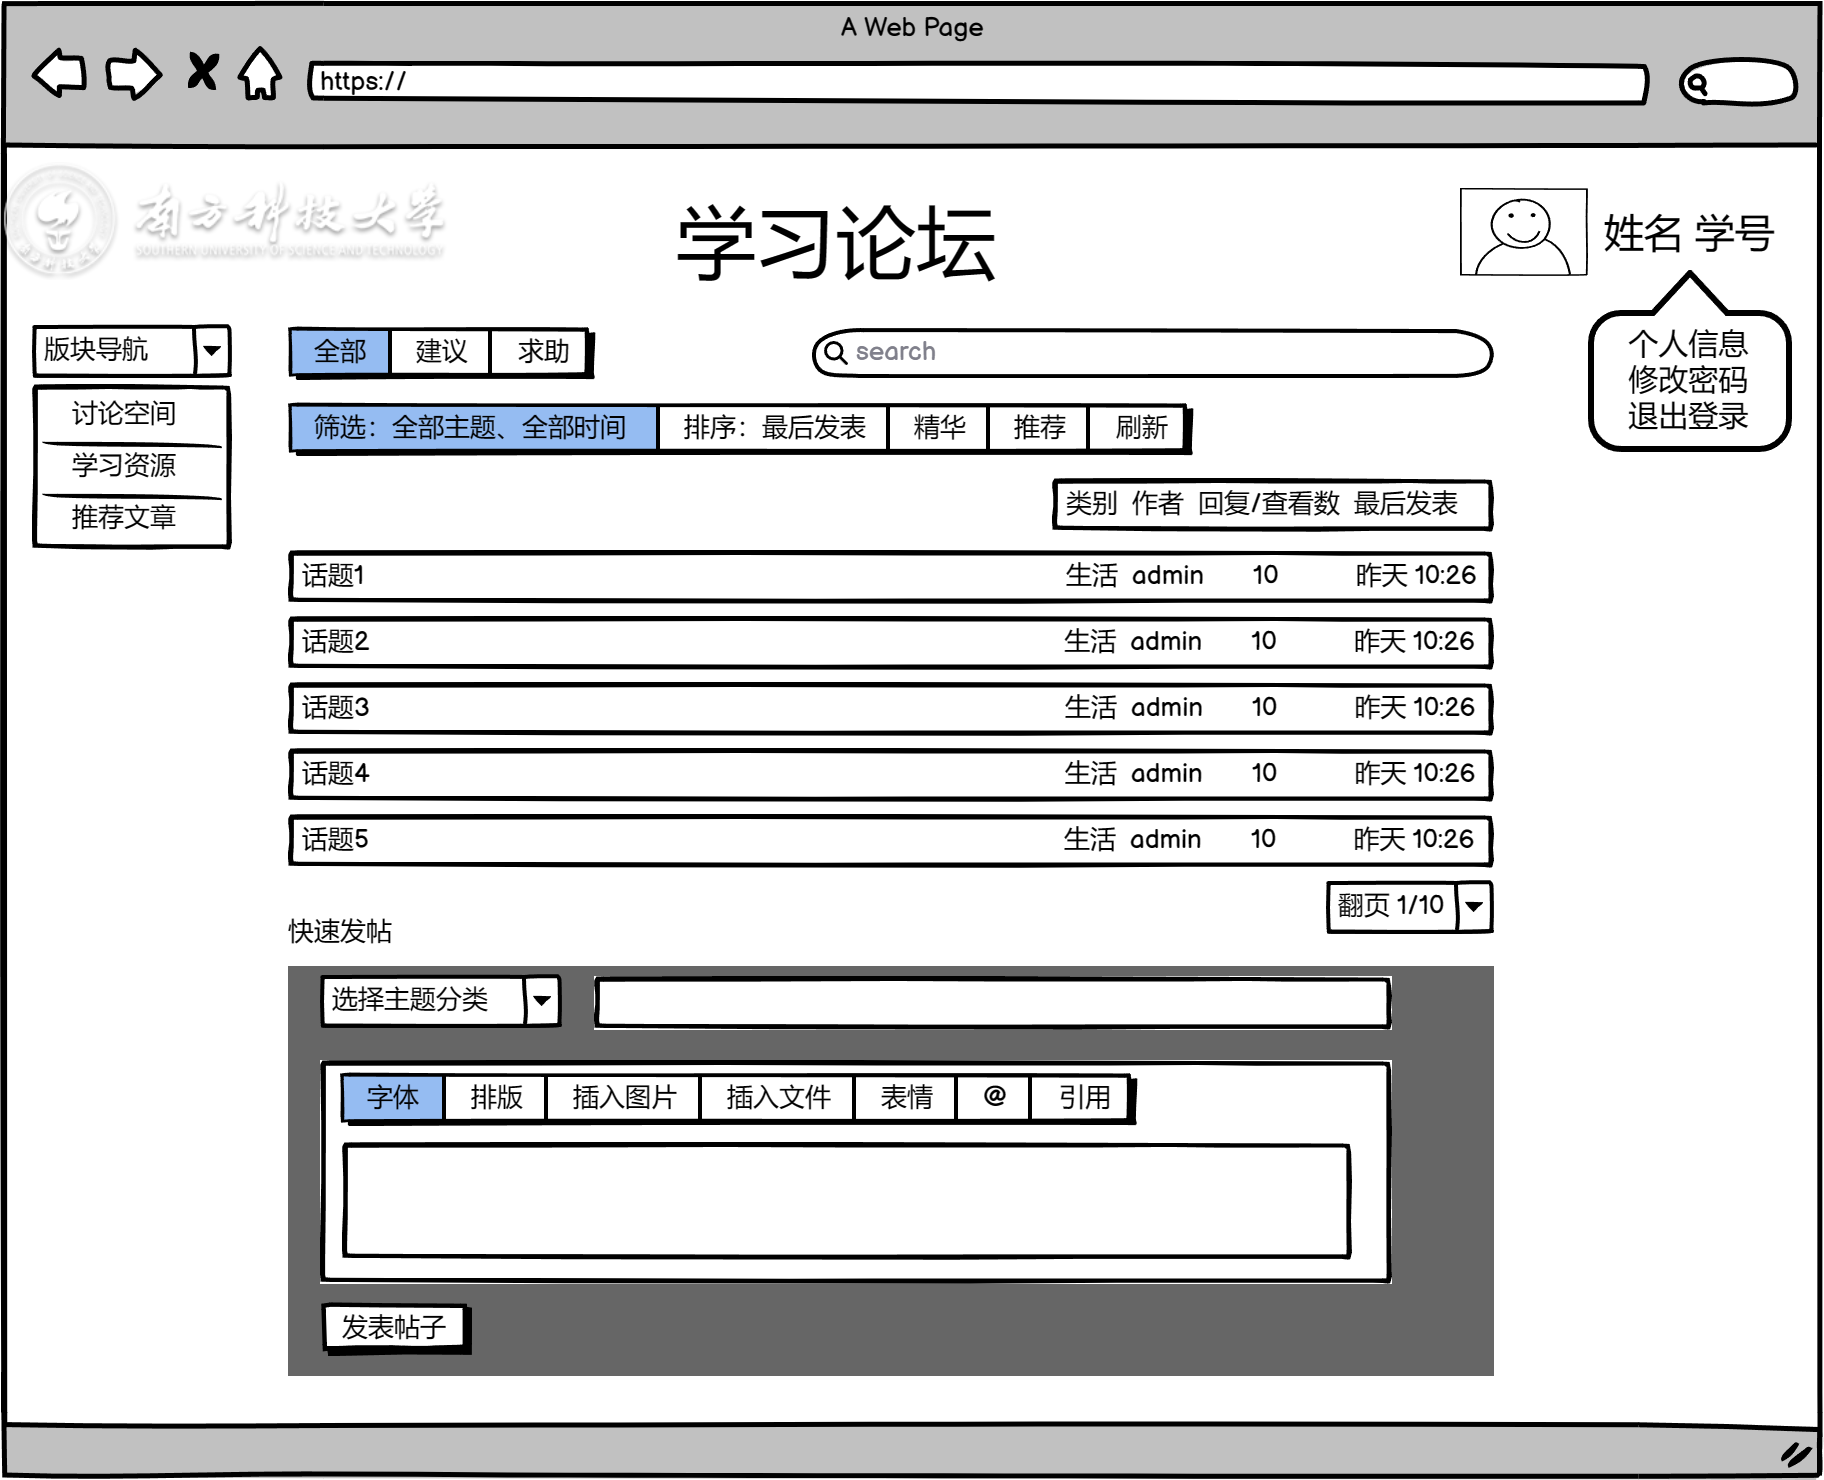 A Web Page
https://
南方科技大学
SOUTHERN UNIVERSITY OF SCIENCE AND TECHNOLOGY
学习论坛
姓名 学号
个人信息
修改密码
退出登录
版块导航
讨论空间
学习资源
推荐文章
全部 建议 求助
search
筛选：全部主题、全部时间 排序：最后发表 精华 推荐 刷新
类别 作者 回复/查看数 最后发表
话题1 生活 admin 10 昨天 10:26
话题2 生活 admin 10 昨天 10:26
话题3 生活 admin 10 昨天 10:26
话题4 生活 admin 10 昨天 10:26
话题5 生活 admin 10 昨天 10:26
翻页 1/10
快速发帖
选择主题分类
字体 排版 插入图片 插入文件 表情 @ 引用
发表帖子